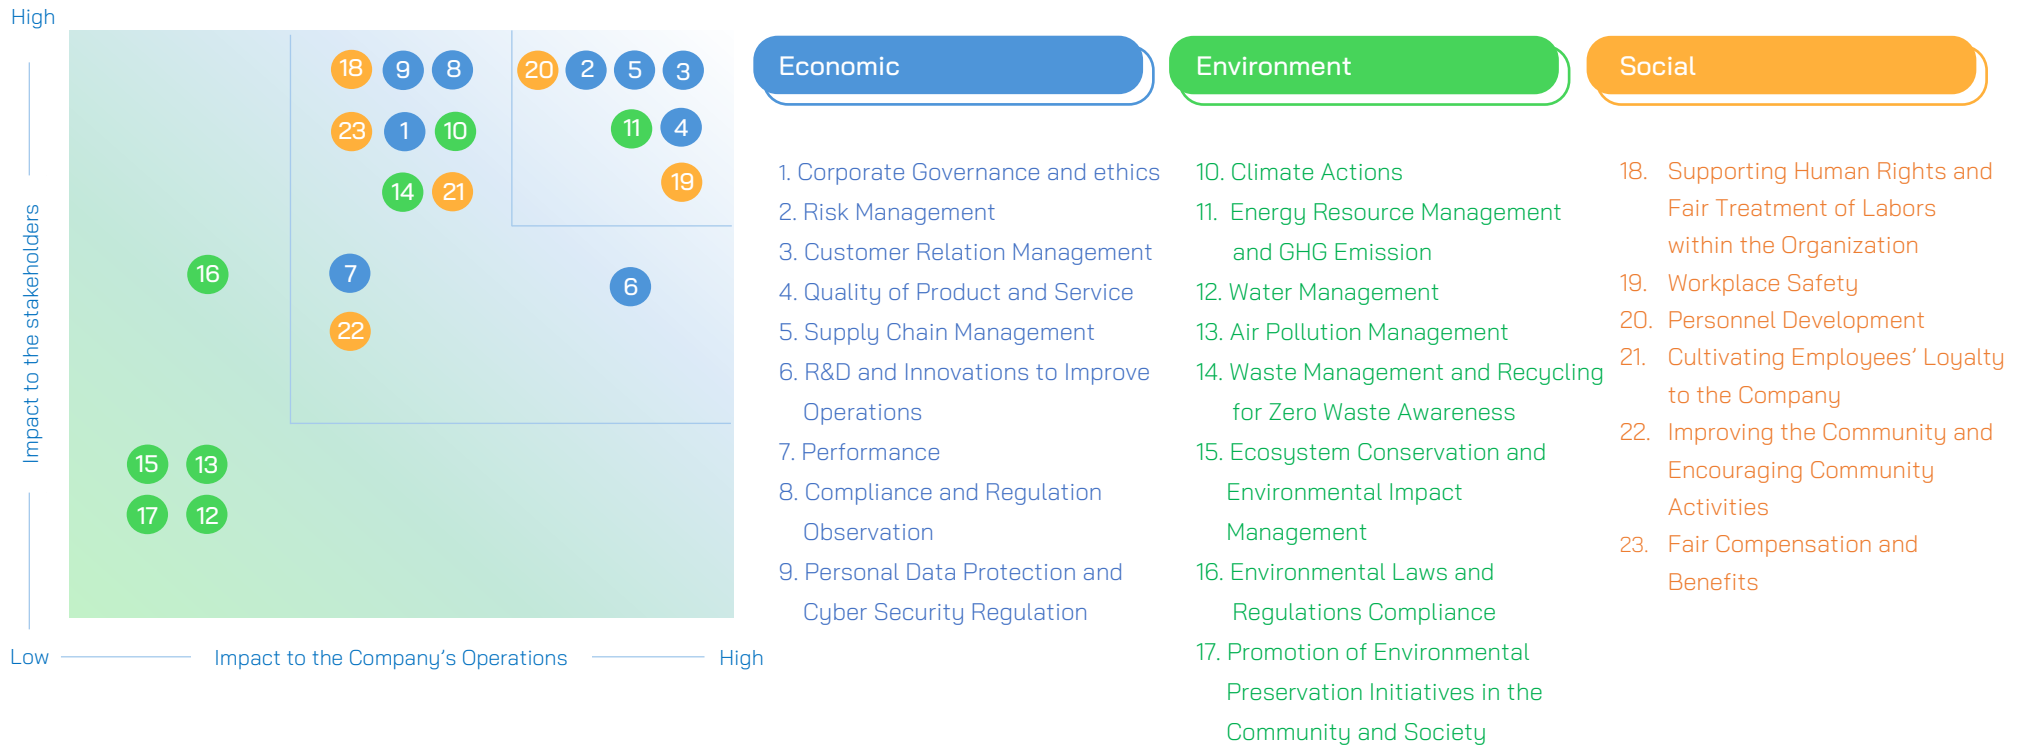 High
Impact to the stakeholders
18 9 8 20 2 5 3
23 1 10 11 4
14 21 19
16 7 6
22
15 13
17 12
Low Impact to the Company's Operations High
Economic
1. Corporate Governance and ethics
2. Risk Management
3. Customer Relation Management
4. Quality of Product and Service
5. Supply Chain Management
6. R&D and Innovations to Improve
Operations
7. Performance
8. Compliance and Regulation
Observation
9. Personal Data Protection and
Cyber Security Regulation
Environment
10. Climate Actions
11. Energy Resource Management
and GHG Emission
12. Water Management
13. Air Pollution Management
14. Waste Management and Recycling
for Zero Waste Awareness
15. Ecosystem Conservation and
Environmental Impact
Management
16. Environmental Laws and
Regulations Compliance
17. Promotion of Environmental
Preservation Initiatives in the
Community and Society
Social
18. Supporting Human Rights and
Fair Treatment of Labors
within the Organization
19. Workplace Safety
20. Personnel Development
21. Cultivating Employees' Loyalty
to the Company
22. Improving the Community and
Encouraging Community
Activities
23. Fair Compensation and
Benefits